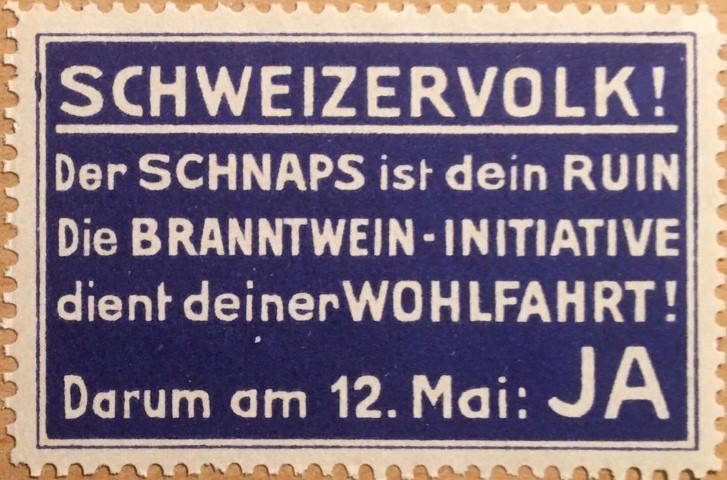 SCHWEIZERVOLK!
Der SCHNAPS ist dein RUIN
Die BRANNTWEIN-INITIATIVE
dient deiner WOHLFAHRT!
Darum am 12. Mai: JA